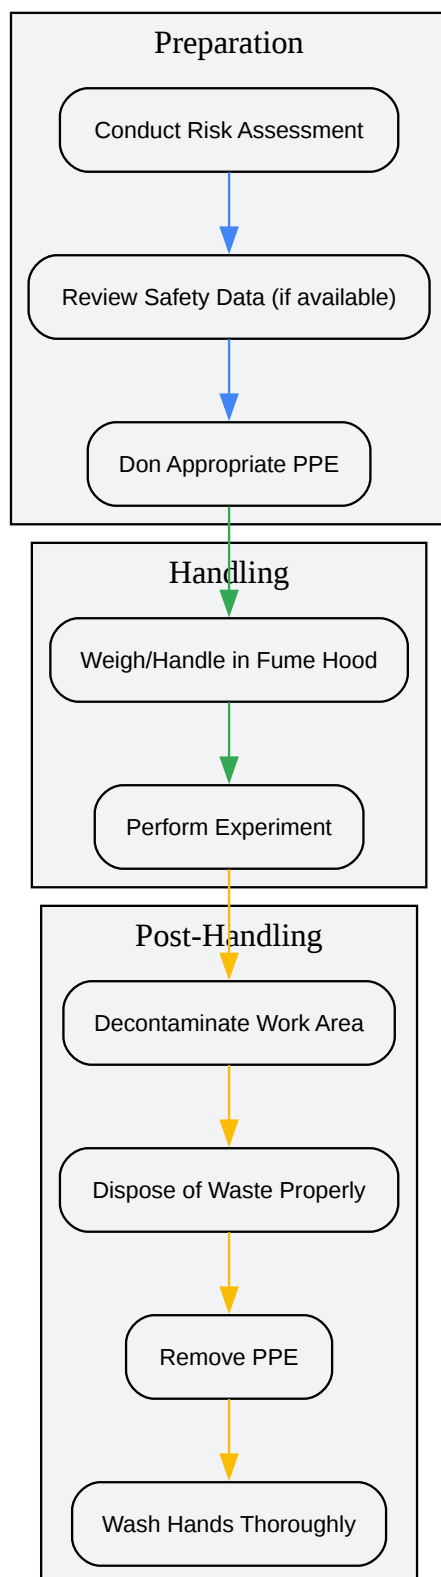 Preparation
Conduct Risk Assessment
Review Safety Data (if available)
Don Appropriate PPE
Handling
Weigh/Handle in Fume Hood
Perform Experiment
Post-Handling
Decontaminate Work Area
Dispose of Waste Properly
Remove PPE
Wash Hands Thoroughly